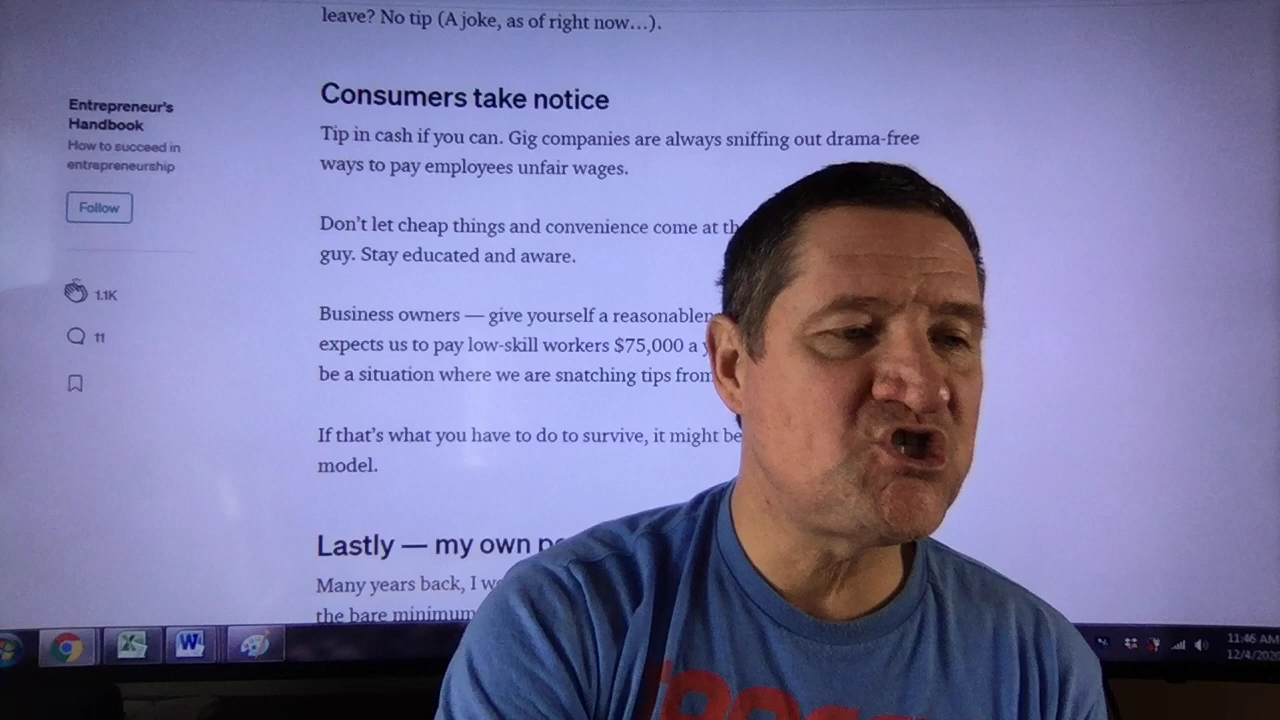 leave? No tip (A joke, as of right now…).
Consumers take notice
Entrepreneur's
Handbook
How to succeed in
entrepreneurship
Follow
1.1K
11
Tip in cash if you can. Gig companies are always sniffing out drama-free
ways to pay employees unfair wages.
Don't let cheap things and convenience come at
guy. Stay educated and aware.
Business owners — give yourself a
expects us to pay low-skill workers $75,000 a
be a situation where we are snatching tips from
If that's what you have to do to survive, it might be
model.
Lastly — my own
Many years back, I
the bare minimum
11:46 AM